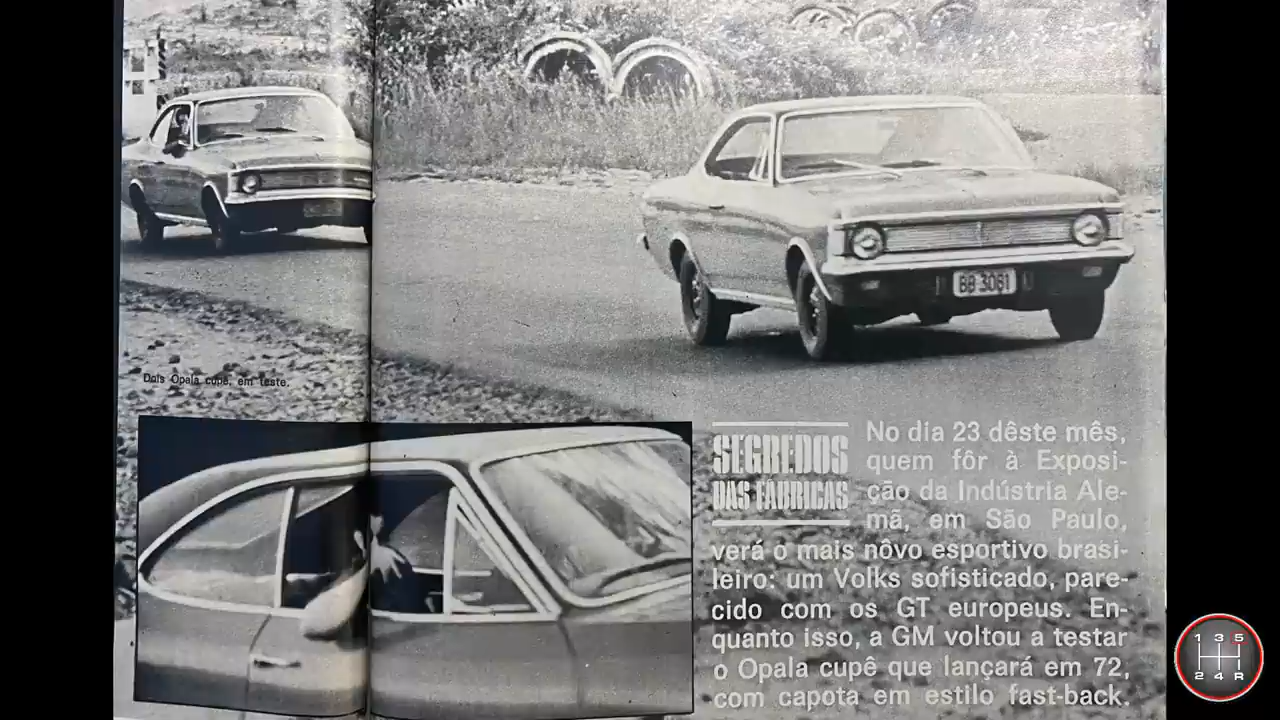 BB 3081
Dois Opala cupê, em teste.
SEGREDOS
DAS FÁBRICAS
No dia 23 dêste mês,
quem fôr à Exposi-
ção da Indústria Ale-
mã, em São Paulo,
verá o mais nôvo esportivo brasi-
leiro: um Volks sofisticado, pare-
cido com os GT europeus. En-
quanto isso, a GM voltou a testar
o Opala cupê que lançará em 72,
com capota em estilo fast-back.
1 3 5
2 4 R